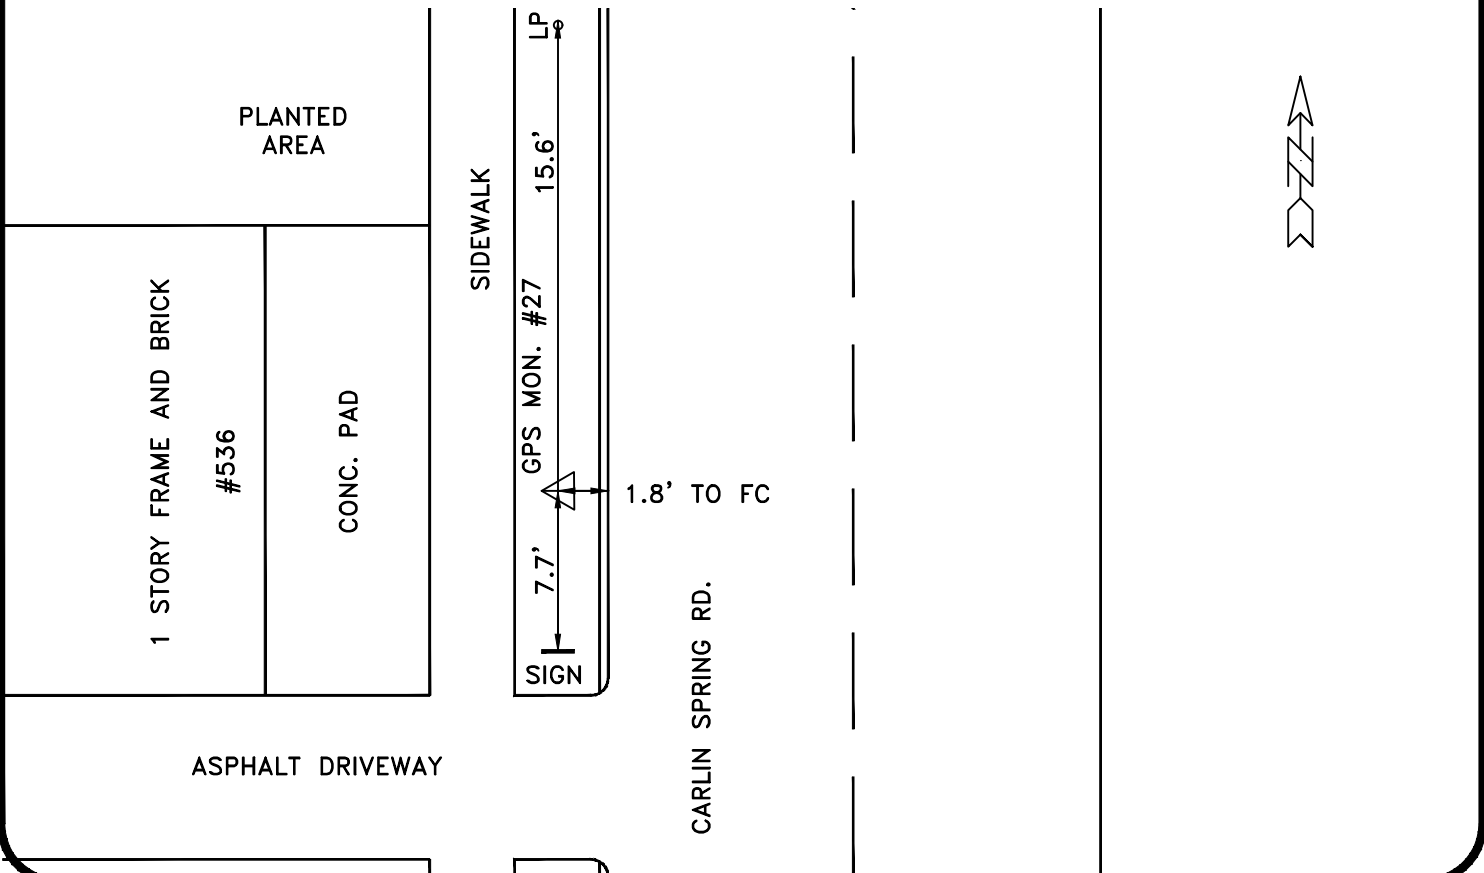 LP
PLANTED
AREA
15.6'
SIDEWALK
GPS MON. #27
1 STORY FRAME AND BRICK
#536
CONC. PAD
1.8' TO FC
7.7'
SIGN
CARLIN SPRING RD.
ASPHALT DRIVEWAY
N